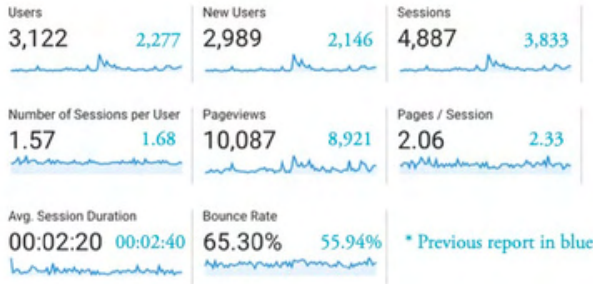 Users
3,122 2,277
New Users
2,989 2,146
Sessions
4,887 3,833
Number of Sessions per User
1.57 1.68
Pageviews
10,087 8,921
Pages / Session
2.06 2.33
Avg. Session Duration
00:02:20 00:02:40
Bounce Rate
65.30% 55.94%
* Previous report in blue